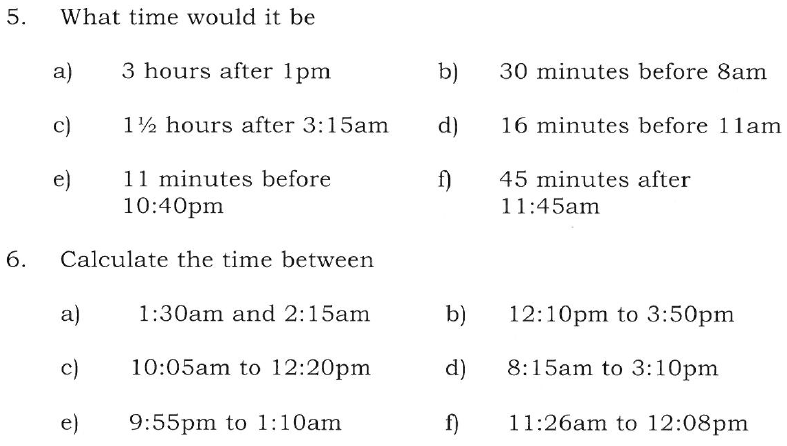 5. What time would it be
a) 3 hours after 1pm b) 30 minutes before 8am
c) 1½ hours after 3:15am d) 16 minutes before 11am
e) 11 minutes before f) 45 minutes after
10:40pm 11:45am
6. Calculate the time between
a) 1:30am and 2:15am b) 12:10pm to 3:50pm
c) 10:05am to 12:20pm d) 8:15am to 3:10pm
e) 9:55pm to 1:10am f) 11:26am to 12:08pm